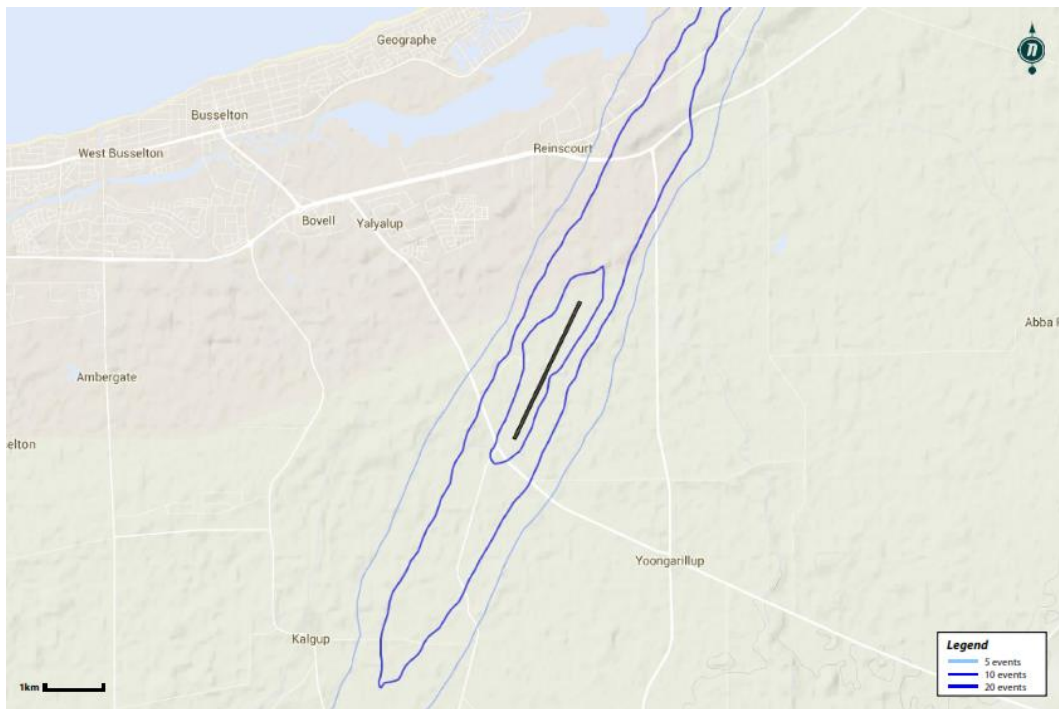 Geographe
Busselton
West Busselton
Reinscourt
Bovell
Yalyalup
Abba
Ambergate
elton
Yoongarillup
Kalgup
Legend
5 events
10 events
20 events
1km